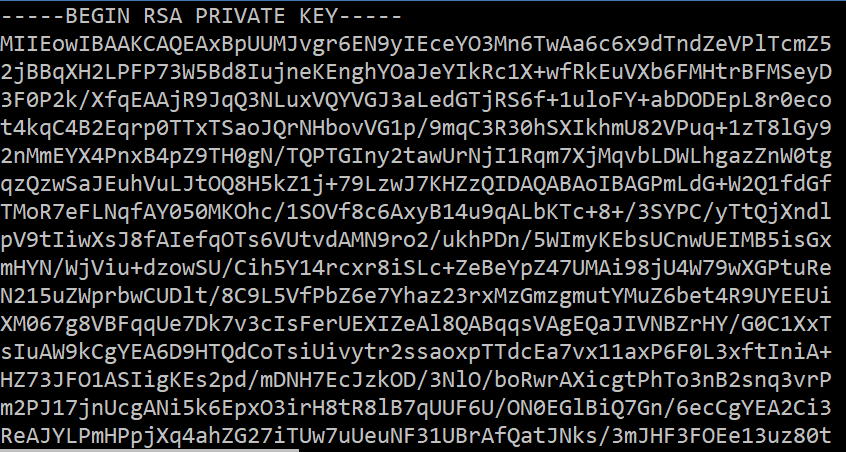 -----BEGIN RSA PRIVATE KEY-----
MIIEowIBAAKCAQEAxBpUUMJvgr6EN9yIEceYO3Mn6TwAa6c6x9dTndZeVPlTcmZ5
2jBBqXH2LPFP73W5Bd8IujneKEnghYOaJeYIkRc1X+wfRkEuVXb6FMHtrBFMSeyD
3F0P2k/XfqEAAjR9JqQ3NLuxVQYVGJ3aLedGTjRS6f+1uloFY+abDODEpL8r0eco
t4kqC4B2Eqrp0TTxTSaoJQrNHbovVG1p/9mqC3R30hSXIkhmU82VPuq+1zT8lGy9
2nMmEYX4PnxB4pZ9TH0gN/TQPTGIny2tawUrNjI1Rqm7XjMqvbLDWLhgazZnW0tg
qzQzwSaJEuhVuLJtOQ8H5kZ1j+79LzwJ7KHZzQIDAQABAoIBAGPmLdG+W2Q1fdGf
TMoR7eFLNqfAY050MKOhc/1SOVf8c6AxyB14u9qALbKTc+8+/3SYPC/yTtQjXndl
pV9tIiwXsJ8fAIefqOTs6VUtvdAMN9ro2/ukhPDn/5WImyKEbsUCnwUEIMB5isGx
mHYN/WjViu+dzowSU/Cih5Y14rcxr8iSLc+ZeBeYpZ47UMAi98jU4W79wXGPtuRe
N215uZWprbwCUDlt/8C9L5VfPbZ6e7Yhaz23rxMzGmzgmutYMuZ6bet4R9UYEEUi
XM067g8VBFqqUe7Dk7v3cIsFerUEXIZeAl8QABqqsVAgEQaJIVNBZrHY/G0C1XxT
sIuAW9kCgYEA6D9HTQdCoTsiUivytr2ssaoxpTTdcEa7vx11axP6F0L3xftIniA+
HZ73JFO1ASIigKEs2pd/mDNH7EcJzkOD/3NlO/boRwrAXicgtPhTo3nB2snq3vrP
m2PJ17jnUcgANi5k6EpxO3irH8tR8lB7qUUF6U/ON0EGlBiQ7Gn/6ecCgYEA2Ci3
ReAJYLPmHPpjXq4ahZG27iTUw7uUeuNF31UBrAfQatJNks/3mJHF3FOEe13uz80t